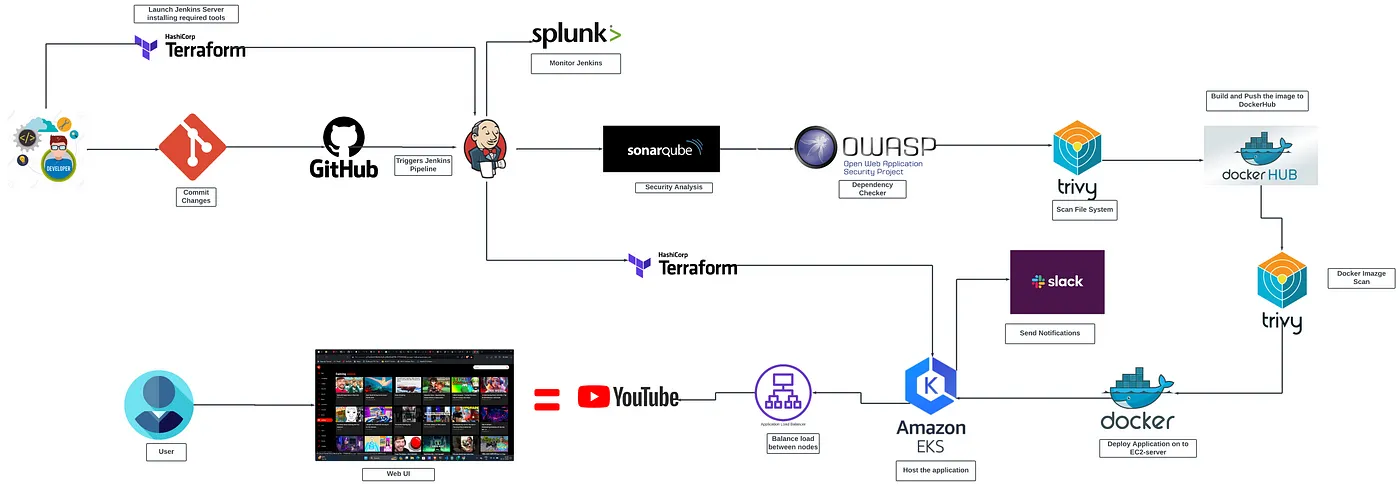 Launch Jenkins Server
installing required tools
HashiCorp
Terraform
splunk>
Monitor Jenkins
DEVELOPER
Commit
Changes
GitHub
Triggers Jenkins
Pipeline
sonarqube
Security Analysis
OWASP
Open Web Application
Security Project
Dependency
Checker
trivy
Scan File System
Build and Push the image to
DockerHub
docker HUB
HashiCorp
Terraform
slack
Send Notifications
trivy
Docker Imazge
Scan
User
Web UI
=
YouTube
Application Load Balancer
Balance load
between nodes
K
Amazon
EKS
Host the application
docker
Deploy Application on to
EC2-server